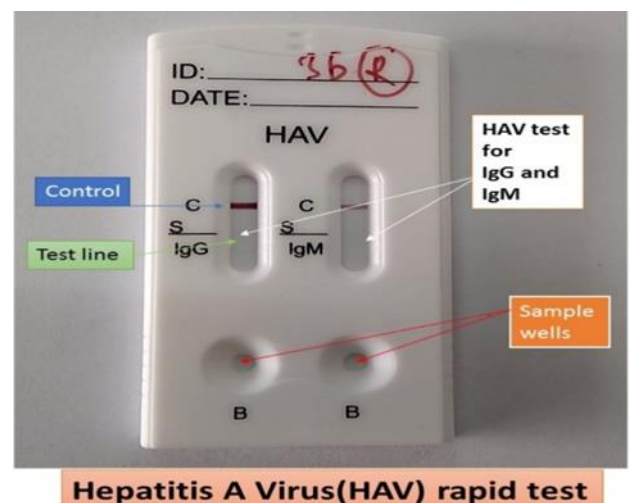 ID: 36 R
DATE:
HAV
HAV test
for
IgG and
IgM
Control
C
C
S
S
Test line
IgG
IgM
Sample
wells
B
B
Hepatitis A Virus(HAV) rapid test